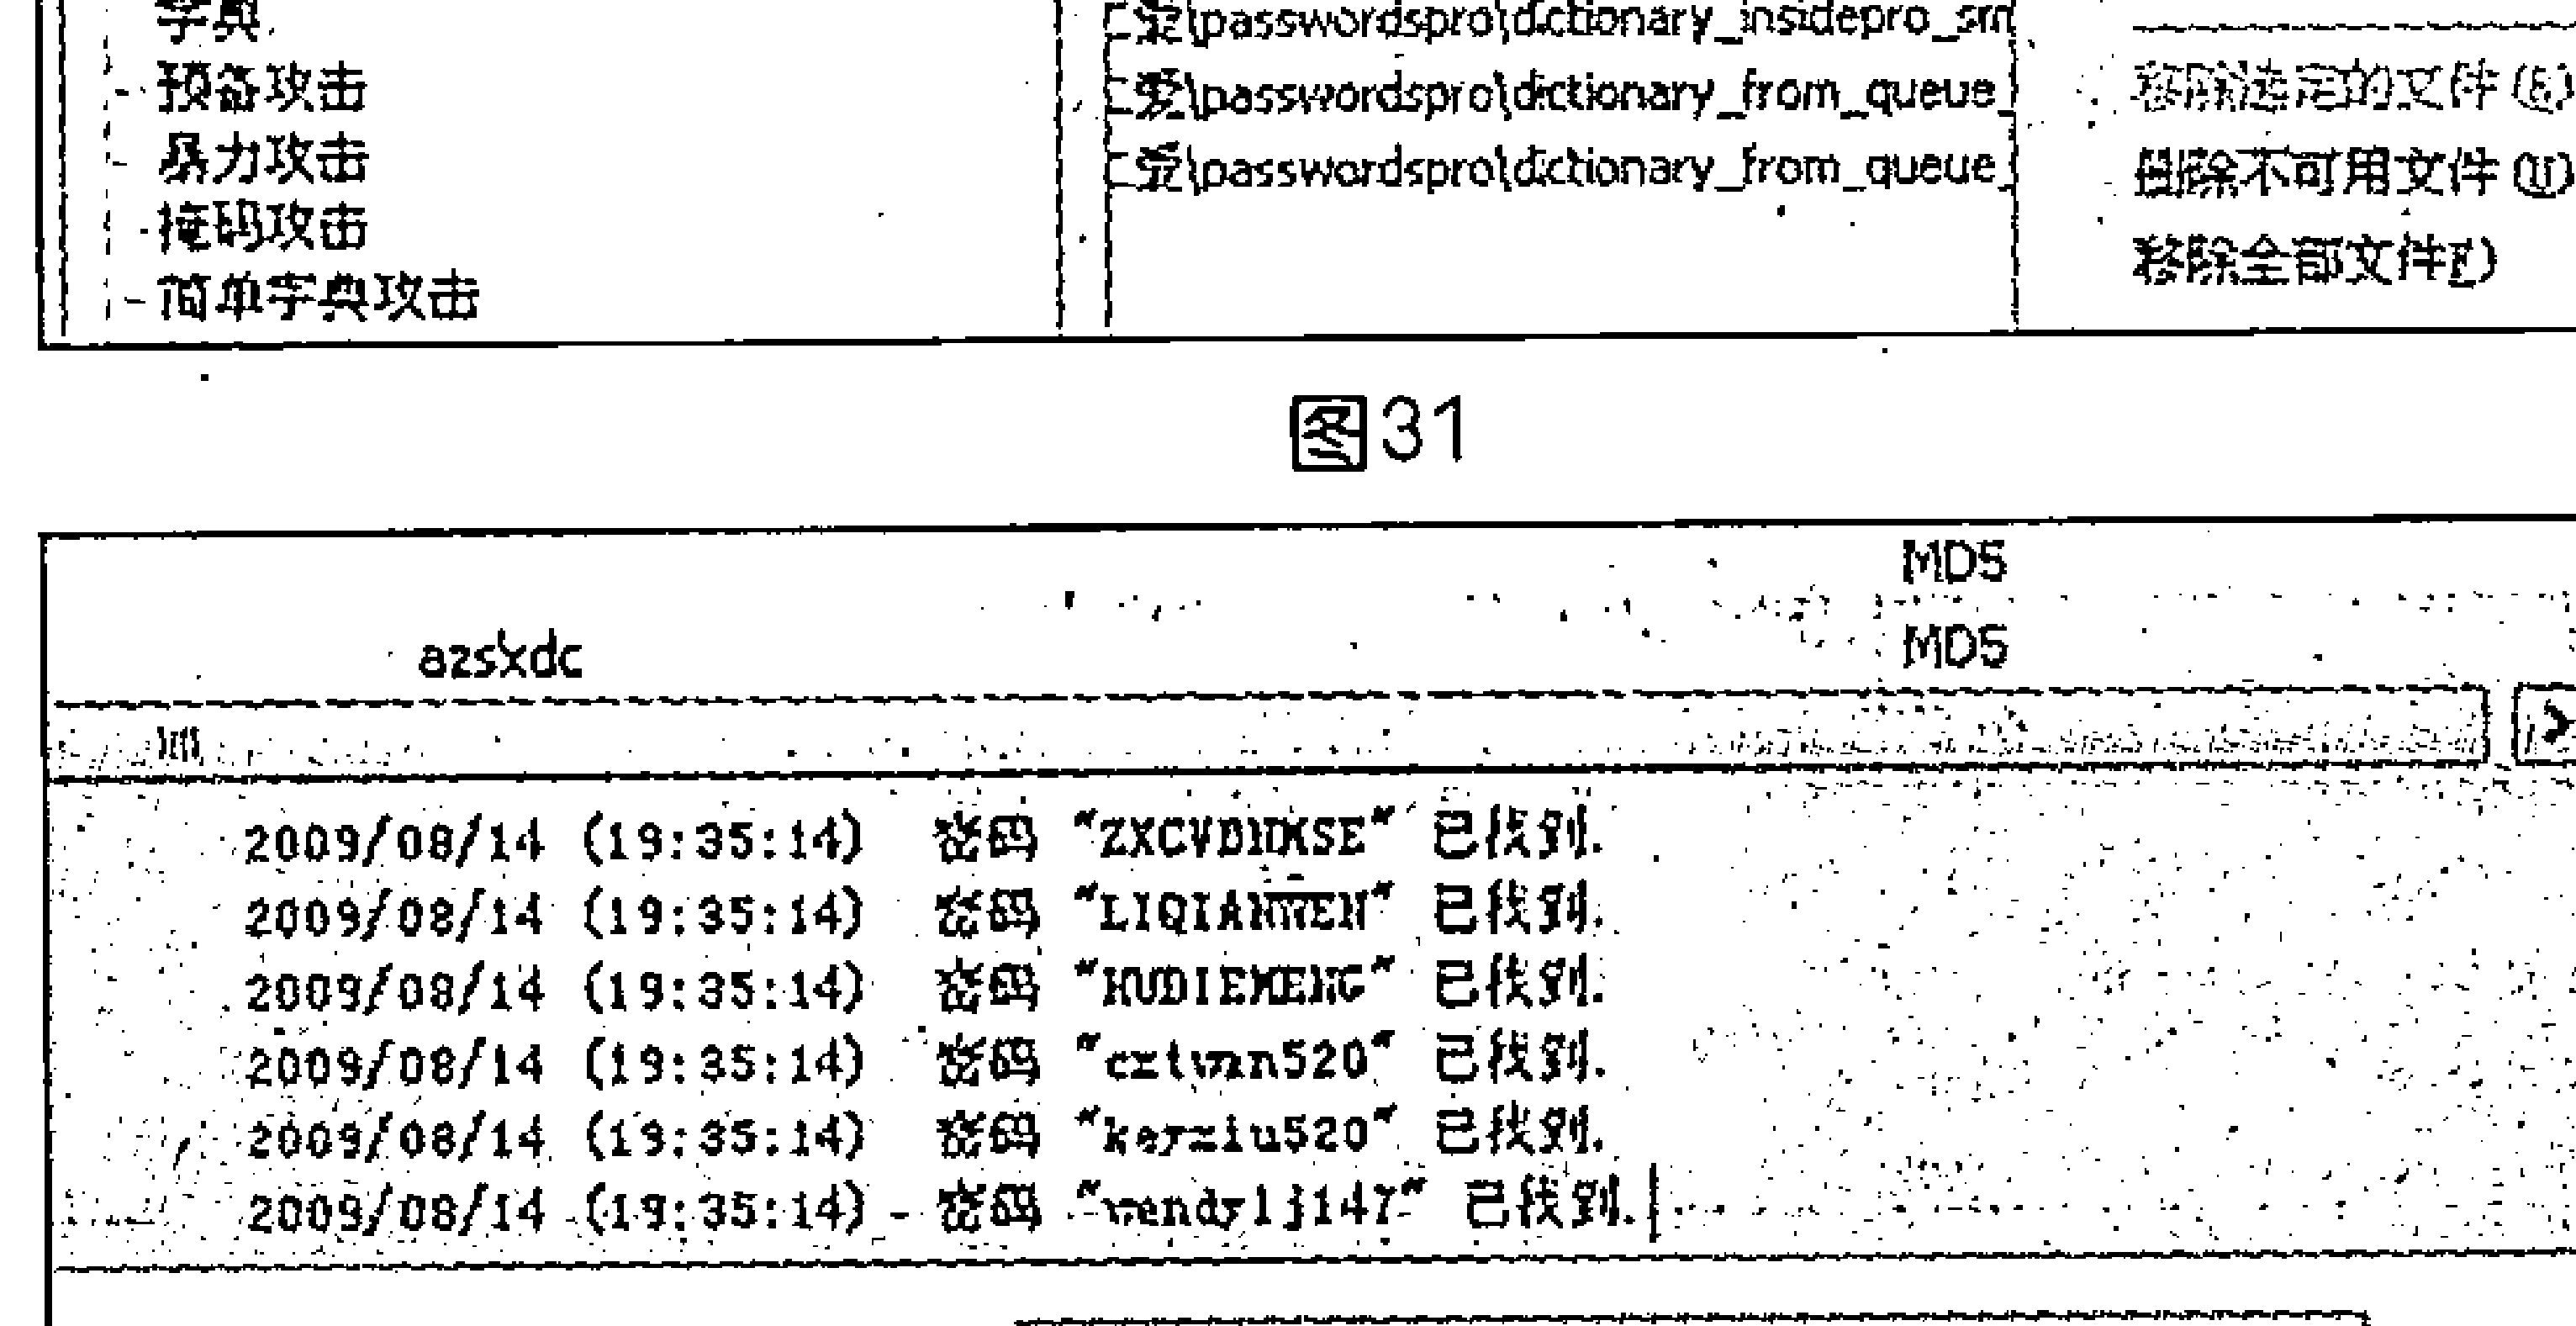 字典
预备攻击
暴力攻击
掩码攻击
简单字典攻击
\passwordspro\dictionary_insidepro_sm
\passwordspro\dictionary_from_queue_
\passwordspro\dictionary_from_queue_
移除选定的文件(S)
删除不可用文件(U)
移除全部文件F)
图31
MD5
azsxdc MD5
2009/08/14 (19:35:14) 密码 已找到.
2009/08/14 (19:35:14) 密码 "LIQIANWEN" 已找到.
2009/08/14 (19:35:14) 密码 "HUDIEMENG" 已找到.
2009/08/14 (19:35:14) 密码 已找到.
2009/08/14 (19:35:14) 密码 已找到.
2009/08/14 (19:35:14) - 密码 "wendylj147" 已找到.